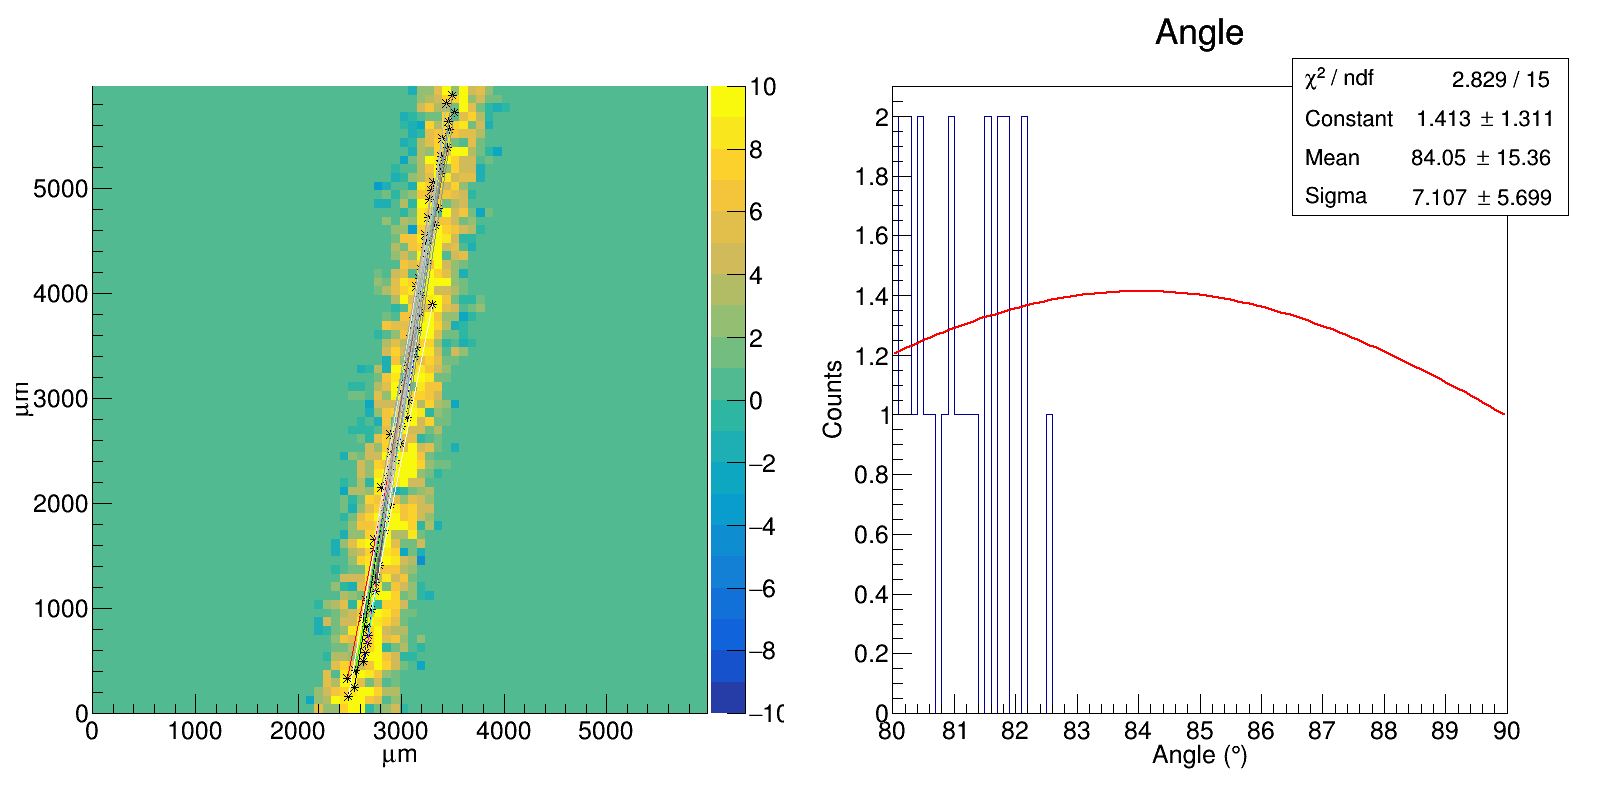 Angle
χ² / ndf 2.829 / 15
Constant 1.413 ± 1.311
Mean 84.05 ± 15.36
Sigma 7.107 ± 5.699
5000
4000
3000
2000
1000
0
μm
0 1000 2000 3000 4000 5000
μm
10
8
6
4
2
0
−2
−4
−6
−8
−10
2
1.8
1.6
1.4
1.2
1
0.8
0.6
0.4
0.2
0
Counts
80 81 82 83 84 85 86 87 88 89 90
Angle (°)